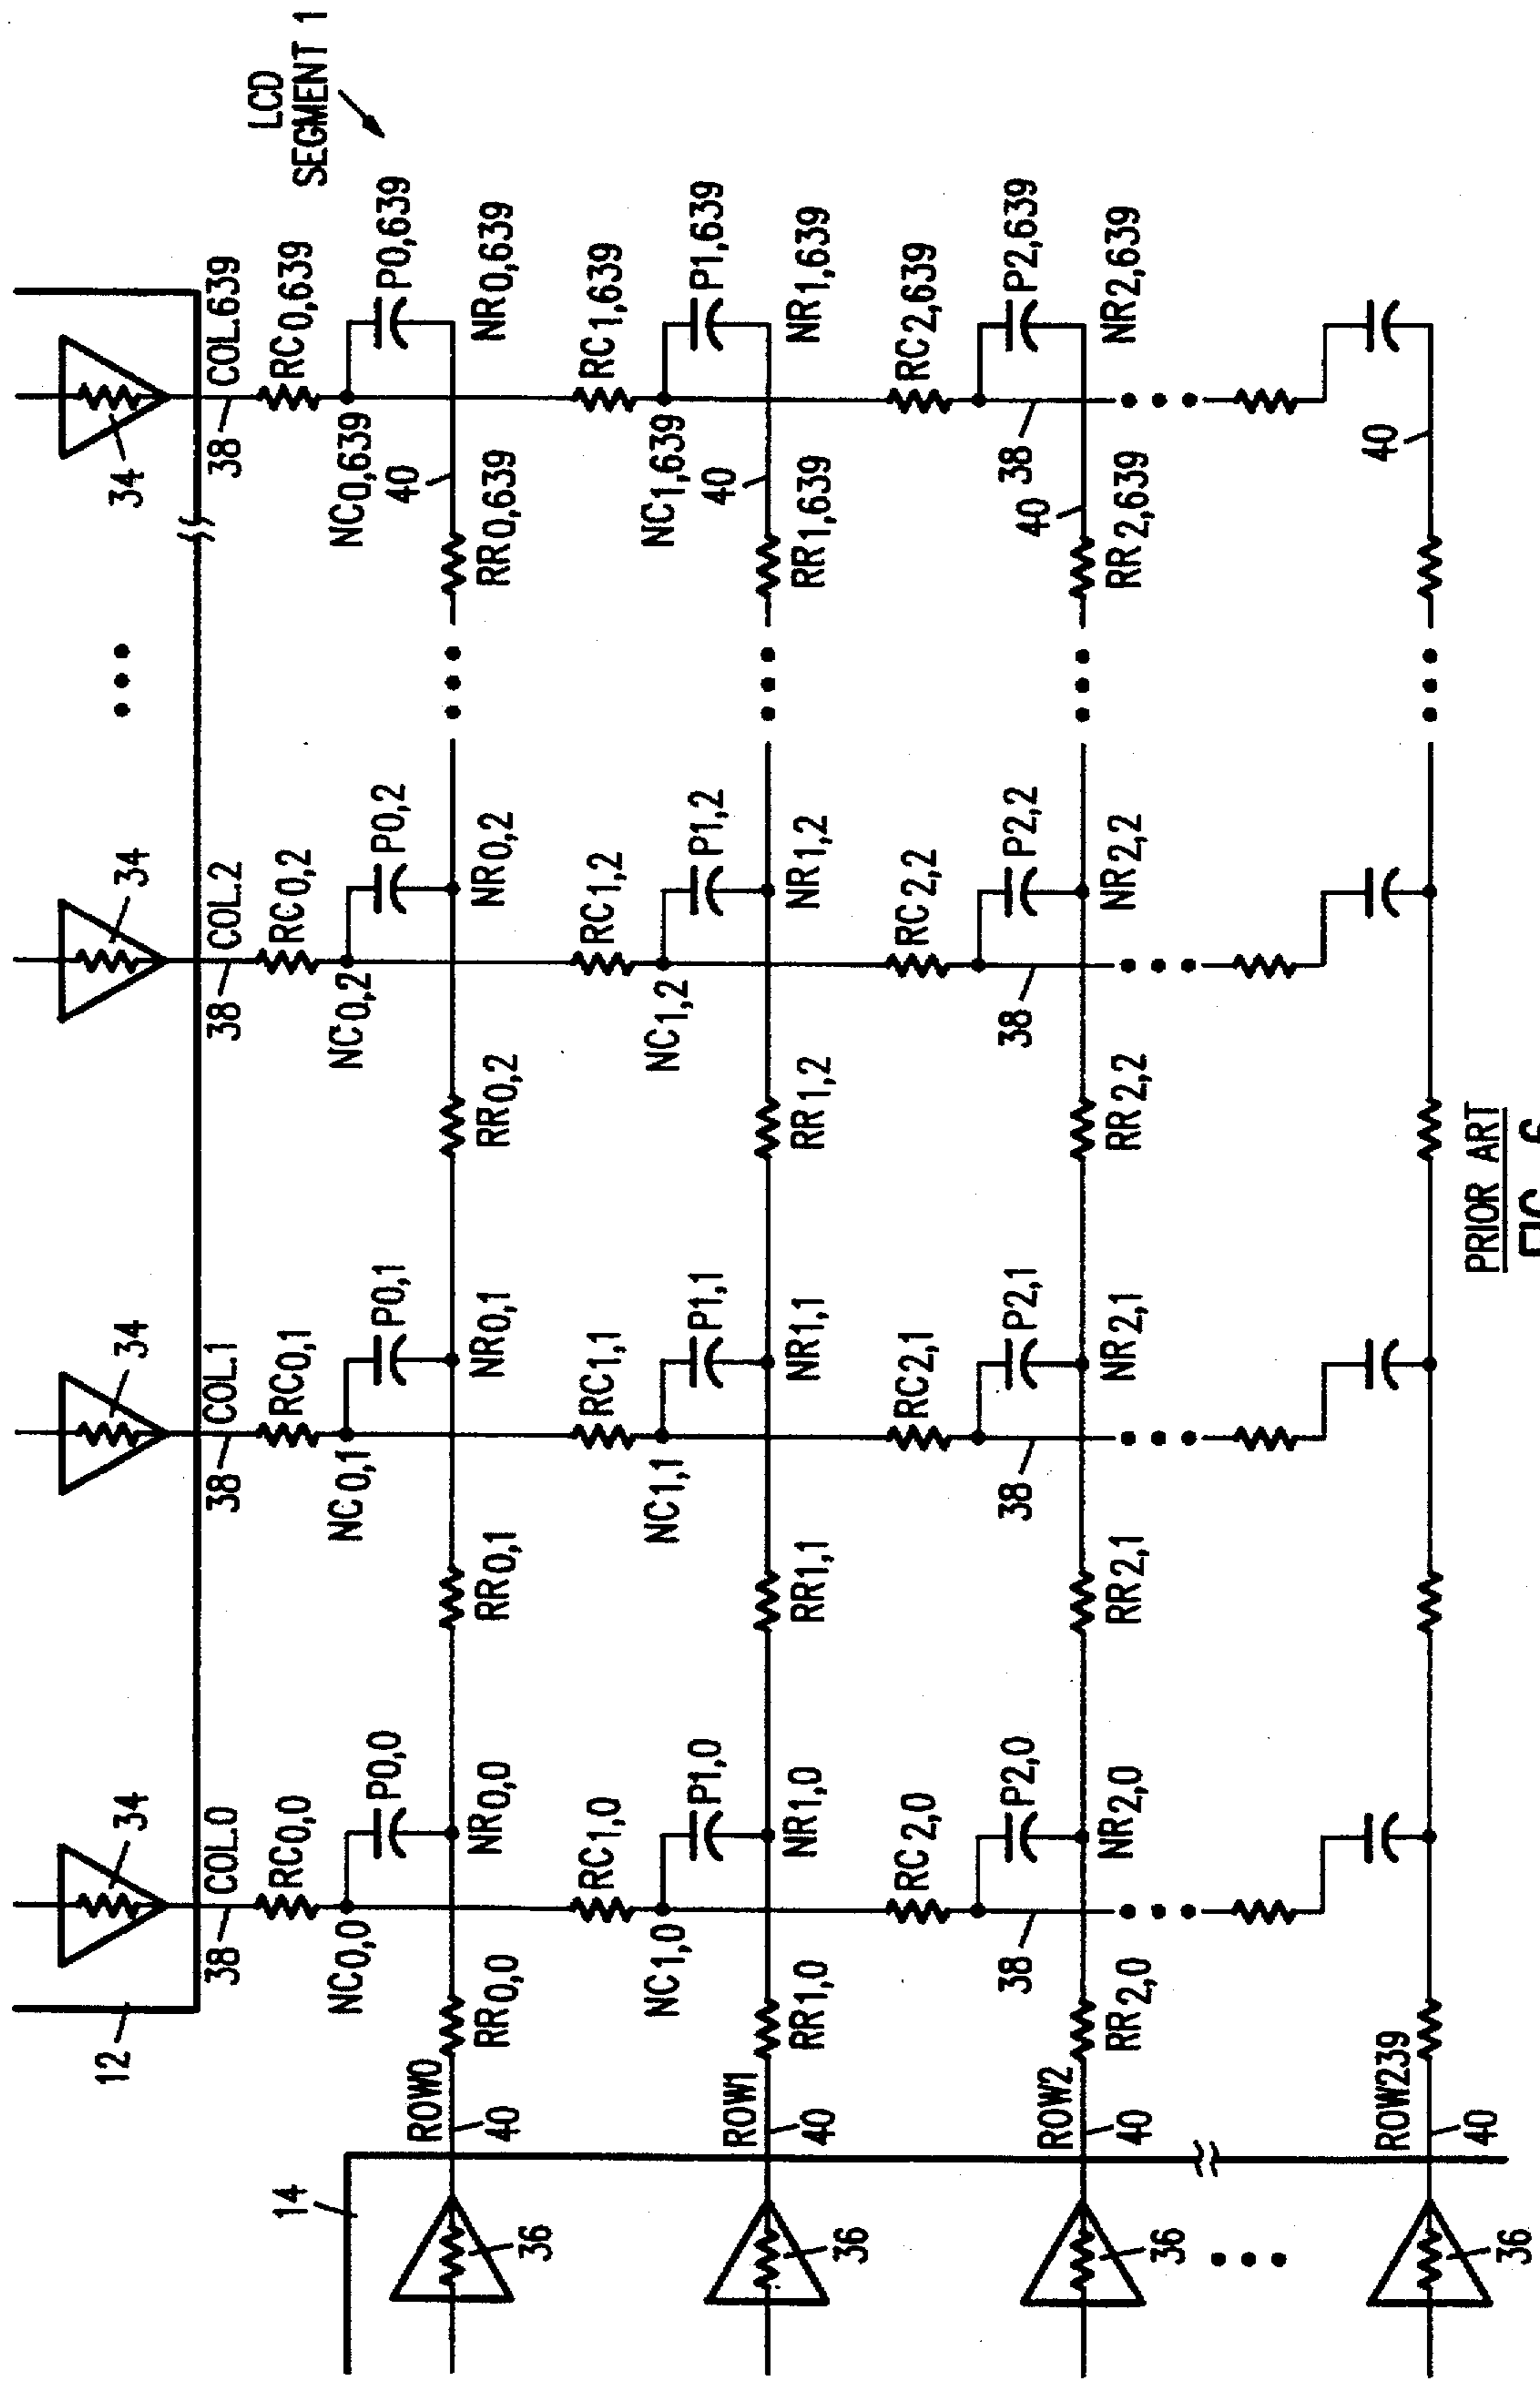 LCD
SEGMENT 1
12
34
34
34
34
38 COL.0
38 COL.1
38 COL.2
38 COL.639
RC0,0
RC0,1
RC0,2
RC0,639
14
NC0,0
P0,0
NC0,1
P0,1
NC0,2
P0,2
NC0,639
P0,639
ROW0
40
40
36
RR0,0
NR0,0
RR0,1
NR0,1
RR0,2
NR0,2
RR0,639
NR0,639
RC1,0
RC1,1
RC1,2
RC1,639
NC1,0
P1,0
NC1,1
P1,1
NC1,2
P1,2
NC1,639
P1,639
ROW1
40
40
36
RR1,0
NR1,0
RR1,1
NR1,1
RR1,2
NR1,2
RR1,639
NR1,639
RC2,0
RC2,1
RC2,2
RC2,639
38
P2,0
38
P2,1
38
P2,2
38
P2,639
ROW2
40
40
36
RR2,0
NR2,0
RR2,1
NR2,1
RR2,2
NR2,2
RR2,639
NR2,639
ROW239
40
40
36
PRIOR ART